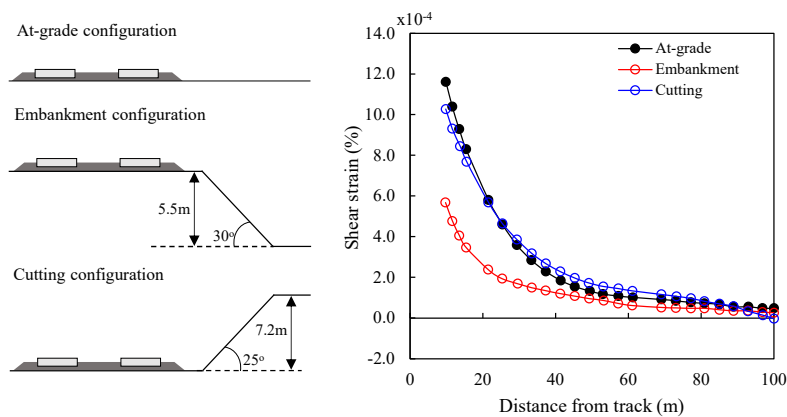 At-grade configuration
Embankment configuration
5.5m
30°
Cutting configuration
7.2m
25°
x10-4
14.0
12.0
10.0
8.0
6.0
4.0
2.0
0.0
-2.0
Shear strain (%)
At-grade
Embankment
Cutting
0 20 40 60 80 100
Distance from track (m)